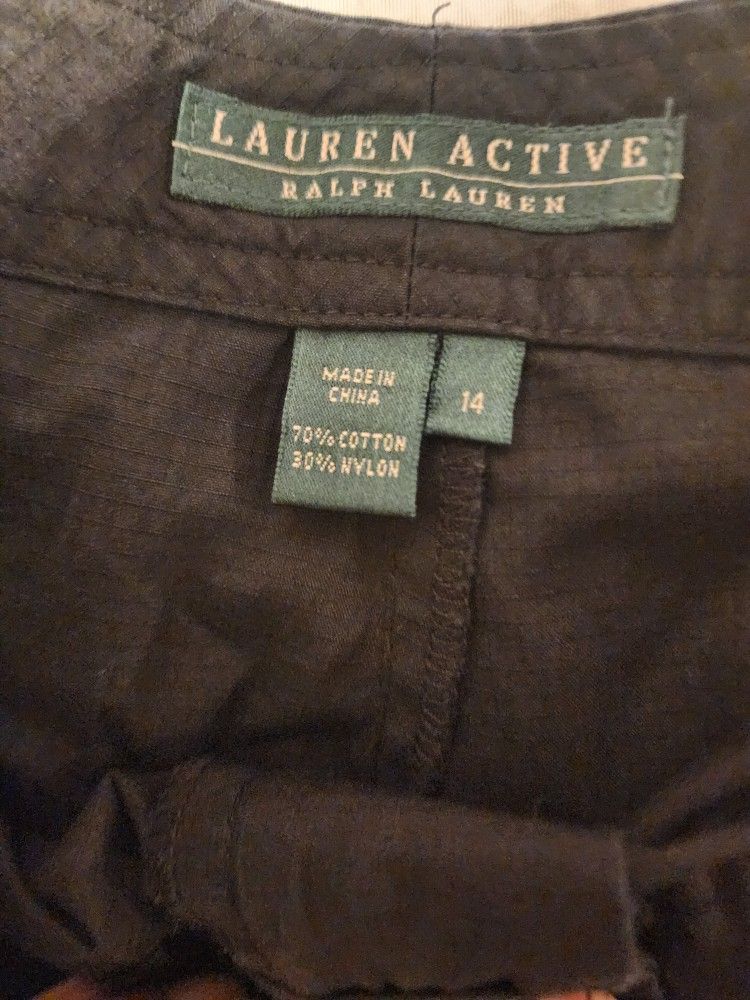 LAUREN ACTIVE
RALPH LAUREN
MADE IN
CHINA
70% COTTON
30% NYLON
14